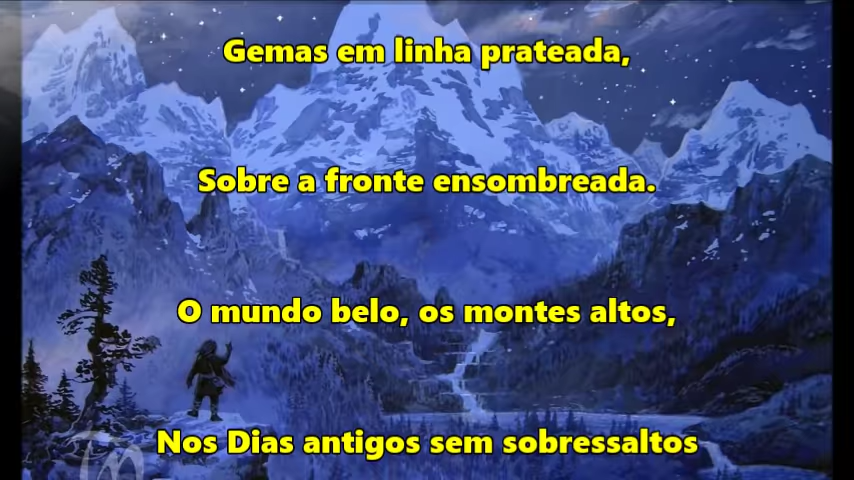 Gemas em linha prateada,
Sobre a fronte ensombreada.
O mundo belo, os montes altos,
Nos Dias antigos sem sobressaltos